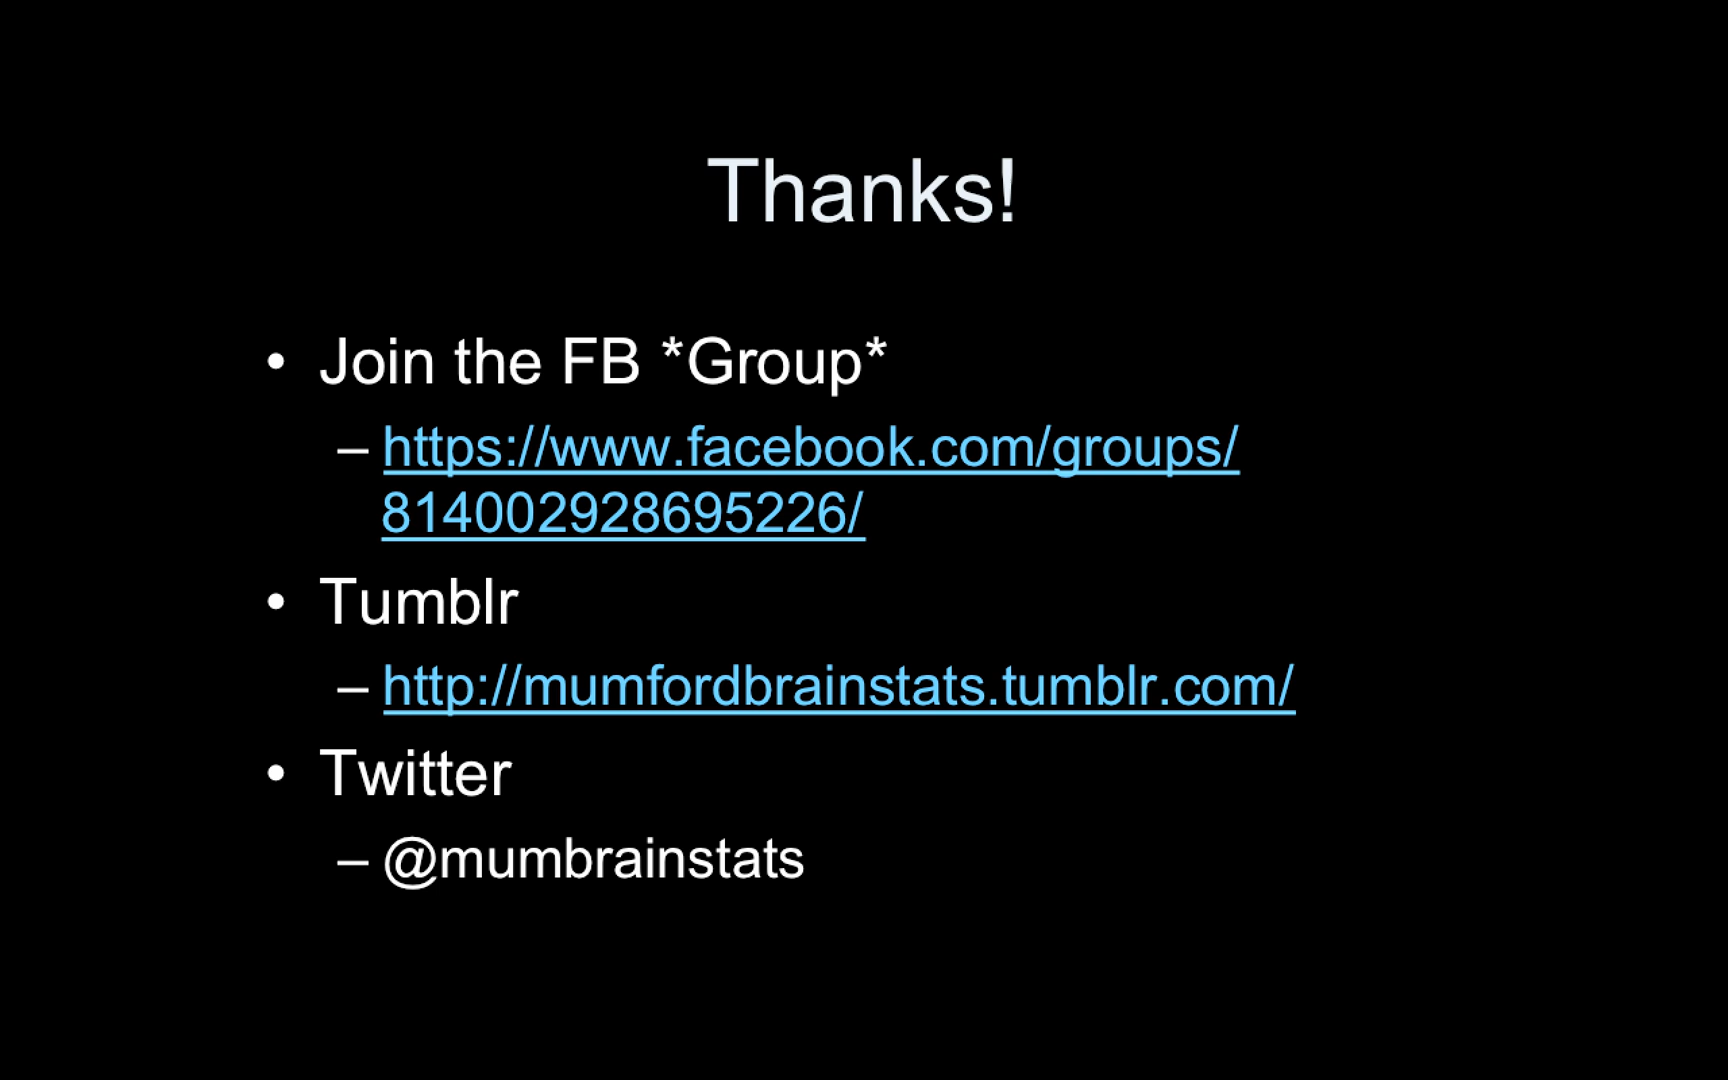 Thanks!
• Join the FB *Group*
– https://www.facebook.com/groups/
814002928695226/
• Tumblr
– http://mumfordbrainstats.tumblr.com/
• Twitter
– @mumbrainstats